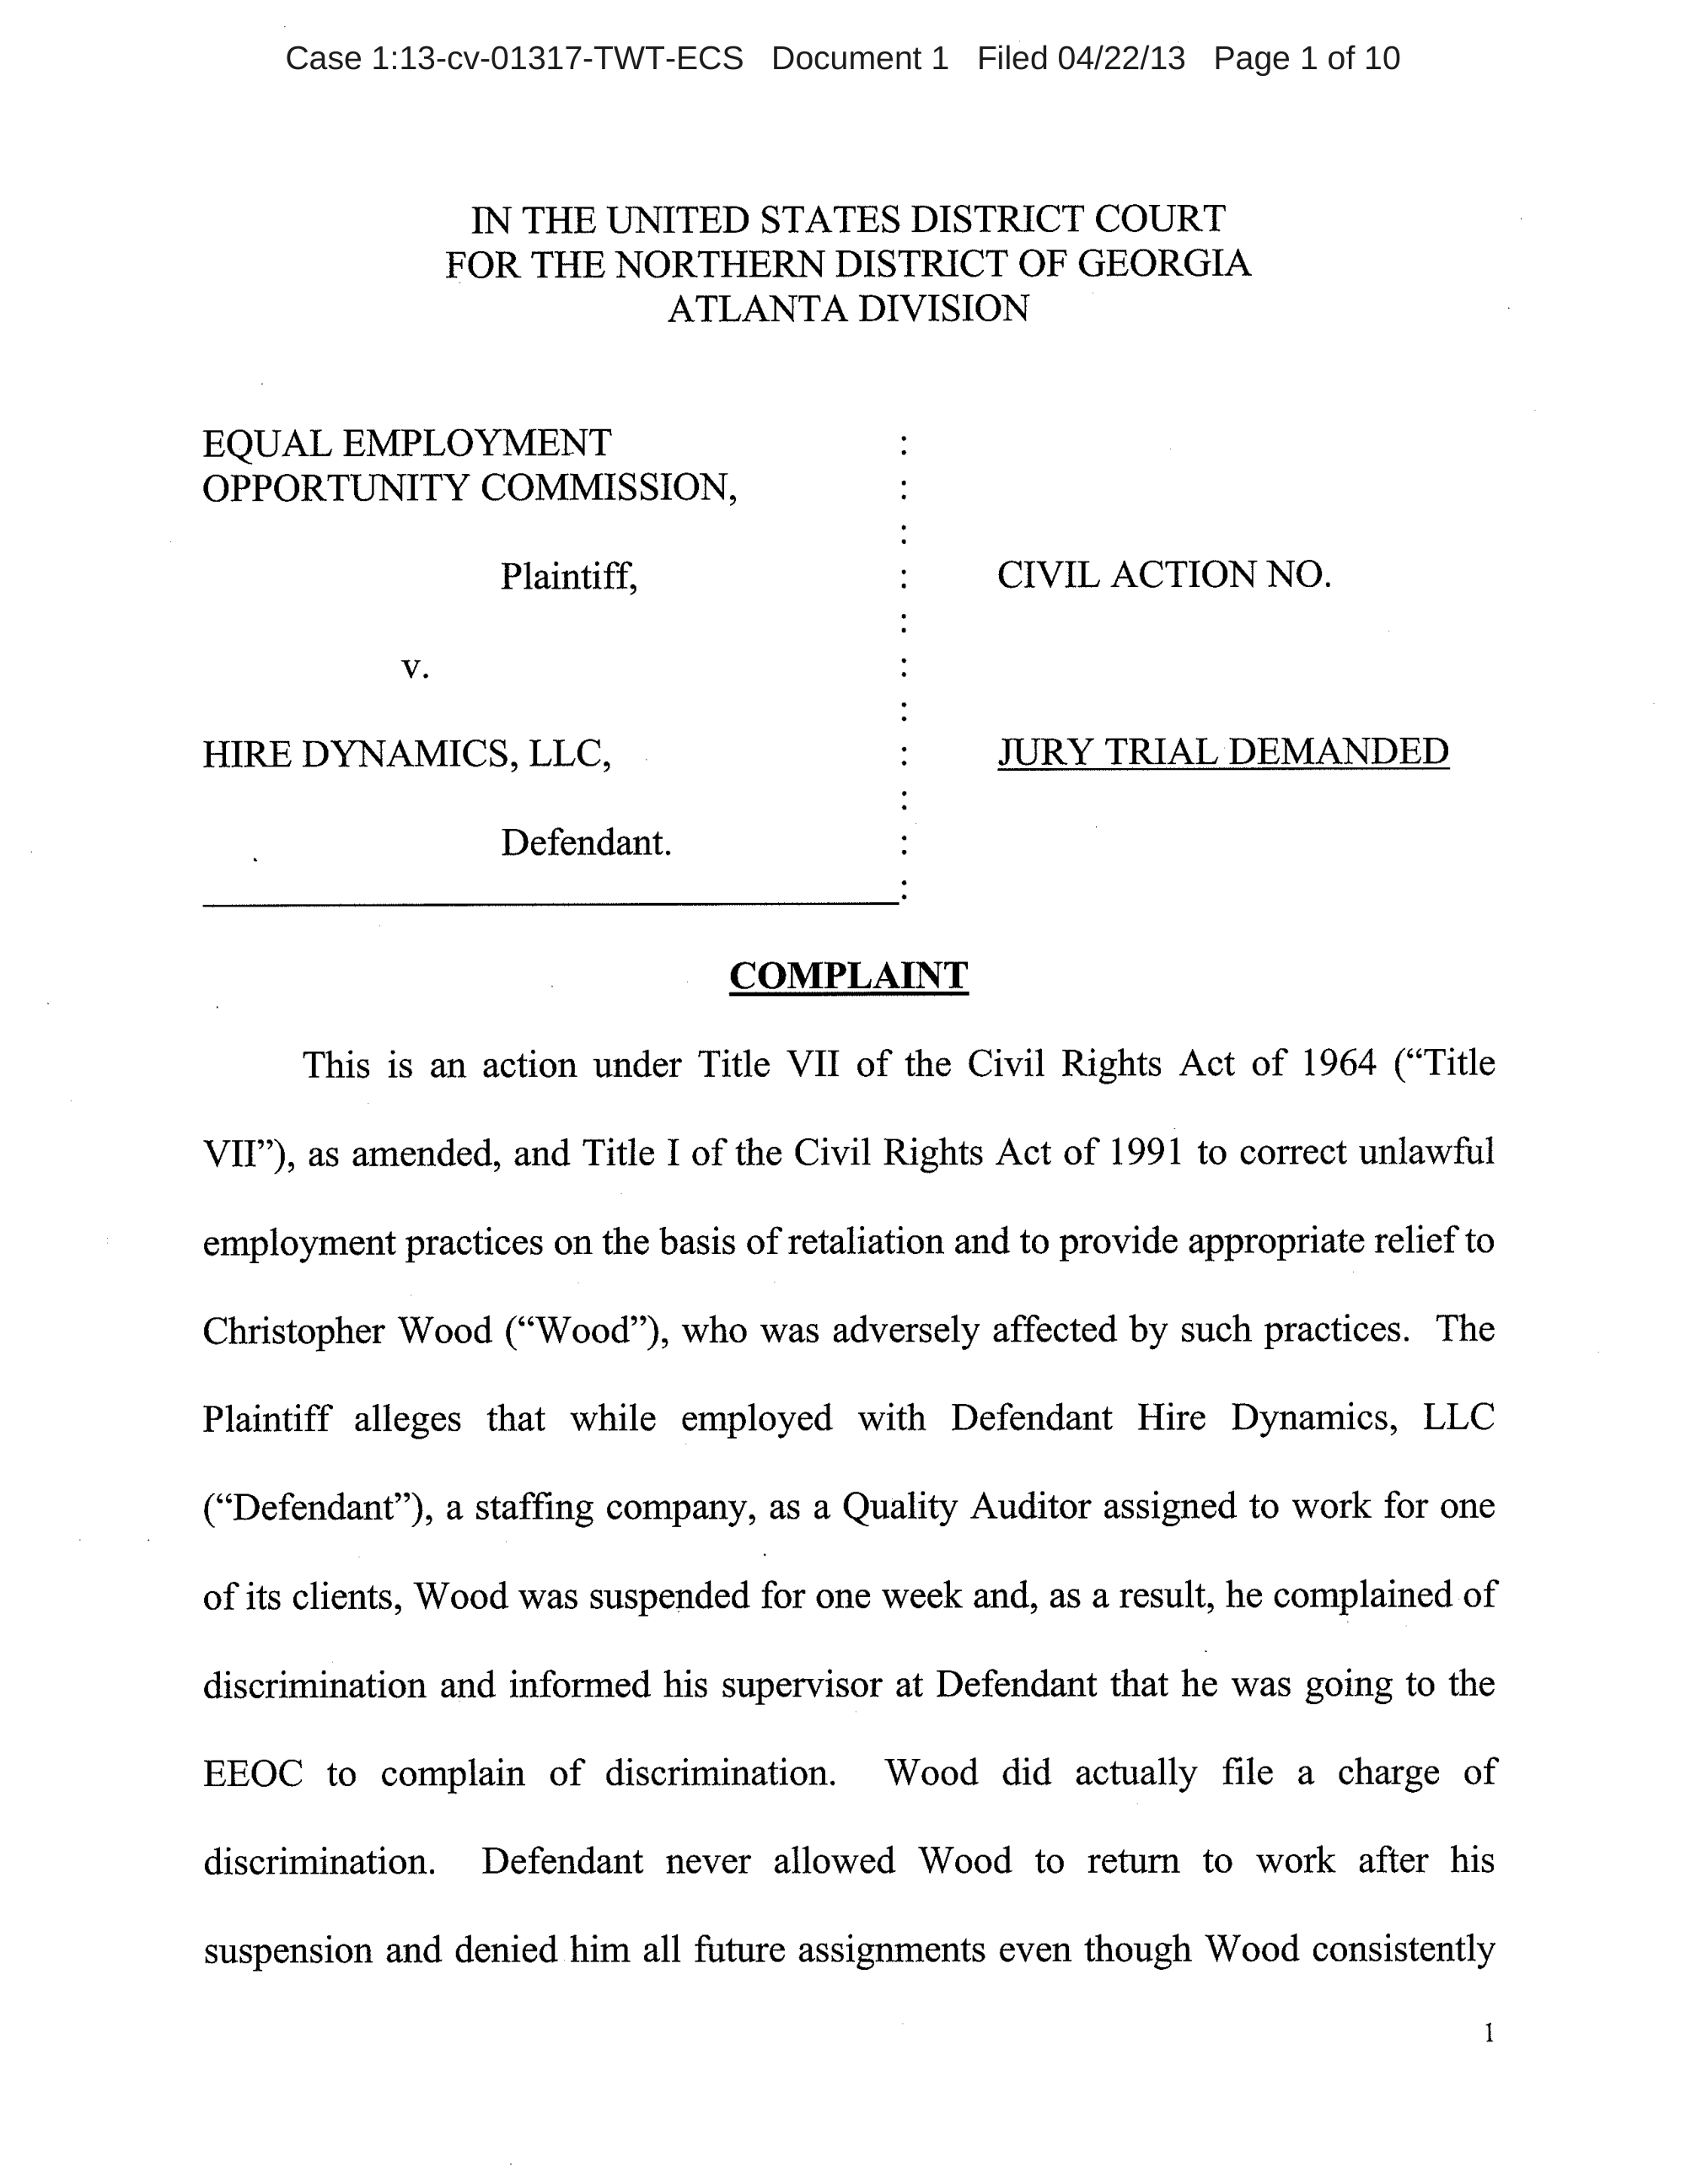 Case 1:13-cv-01317-TWT-ECS Document 1 Filed 04/22/13 Page 1 of 10
IN THE UNITED STATES DISTRICT COURT
FOR THE NORTHERN DISTRICT OF GEORGIA
ATLANTA DIVISION
EQUAL EMPLOYMENT :
OPPORTUNITY COMMISSION, :
:
Plaintiff, : CIVIL ACTION NO.
:
v. :
:
HIRE DYNAMICS, LLC, : JURY TRIAL DEMANDED
:
Defendant. :
:
COMPLAINT
This is an action under Title VII of the Civil Rights Act of 1964 (“Title
VII”), as amended, and Title I of the Civil Rights Act of 1991 to correct unlawful
employment practices on the basis of retaliation and to provide appropriate relief to
Christopher Wood (“Wood”), who was adversely affected by such practices. The
Plaintiff alleges that while employed with Defendant Hire Dynamics, LLC
(“Defendant”), a staffing company, as a Quality Auditor assigned to work for one
of its clients, Wood was suspended for one week and, as a result, he complained of
discrimination and informed his supervisor at Defendant that he was going to the
EEOC to complain of discrimination. Wood did actually file a charge of
discrimination. Defendant never allowed Wood to return to work after his
suspension and denied him all future assignments even though Wood consistently
1